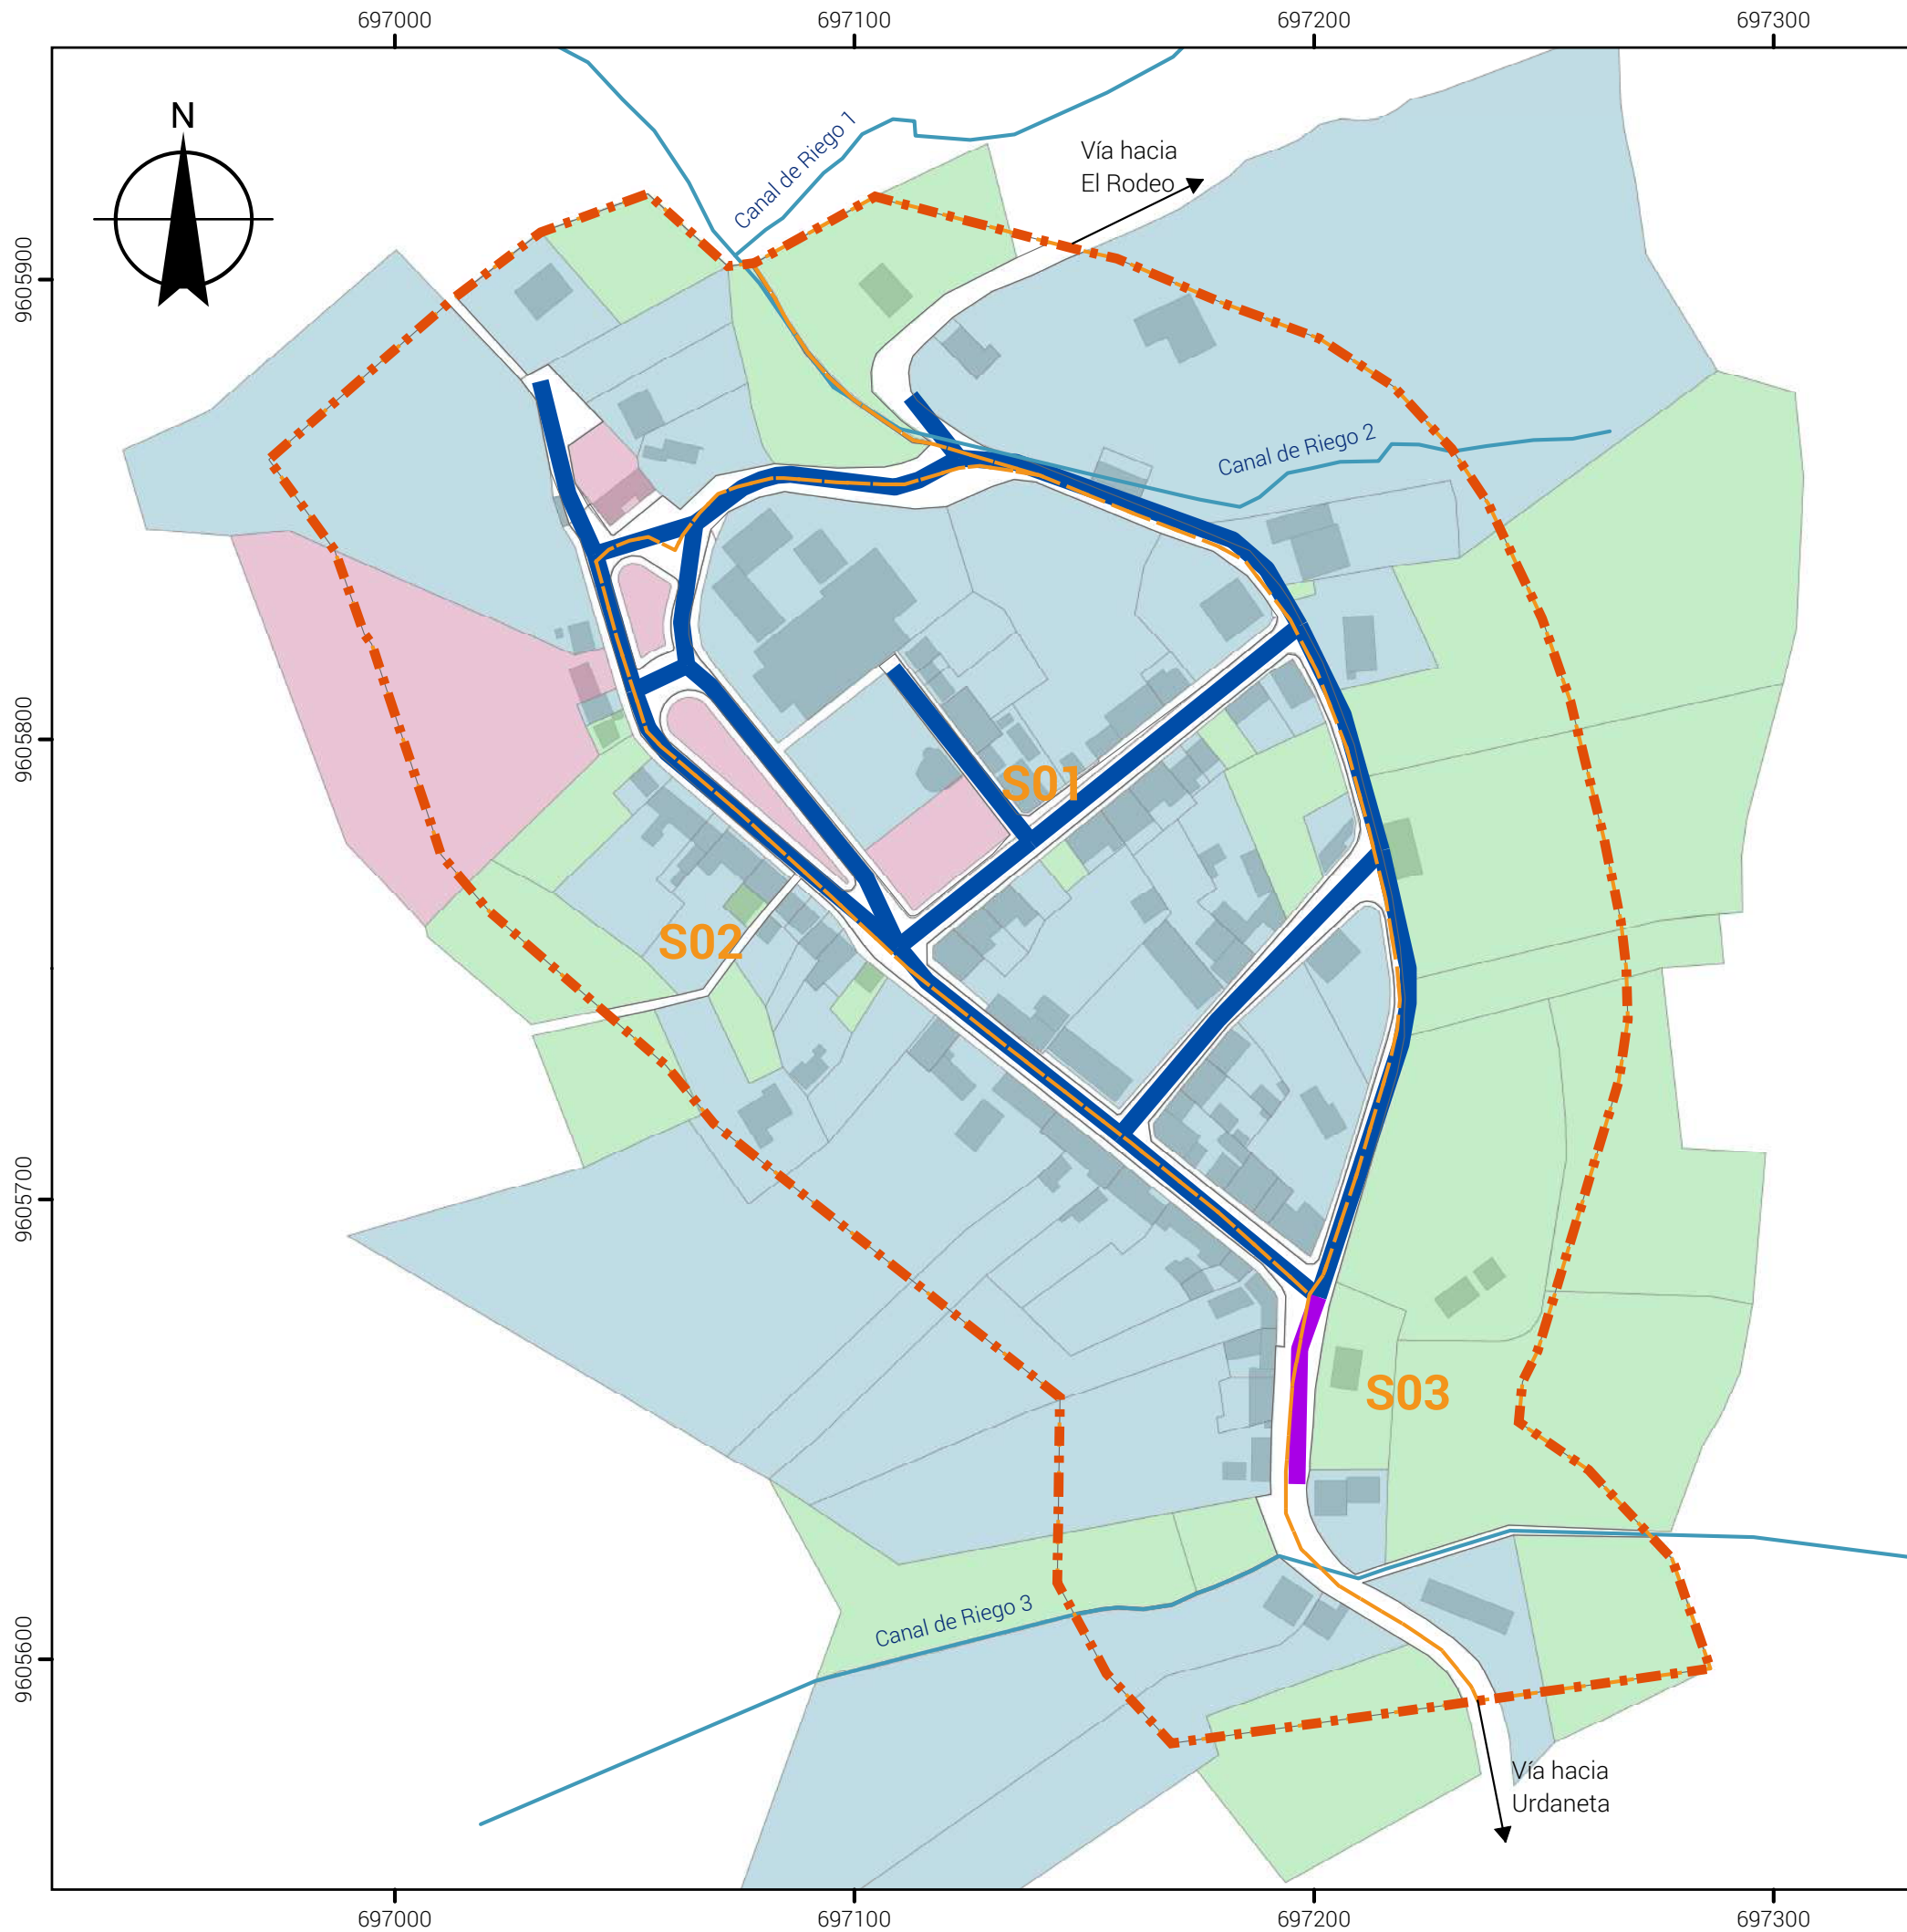 697000
697100
697200
697300
N
Canal de Riego 1
Vía hacia
El Rodeo
9605900
Canal de Riego 2
9605800
S01
S02
9605700
S03
Canal de Riego 3
9605600
Vía hacia
Urdaneta
697000
697100
697200
697300